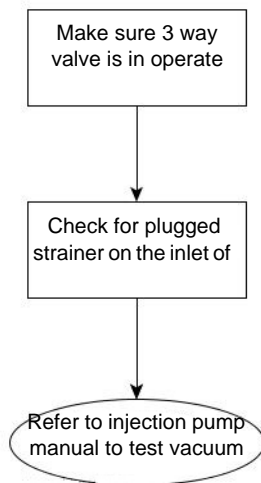 Make sure 3 way
valve is in operate
Check for plugged
strainer on the inlet of
Refer to injection pump
manual to test vacuum